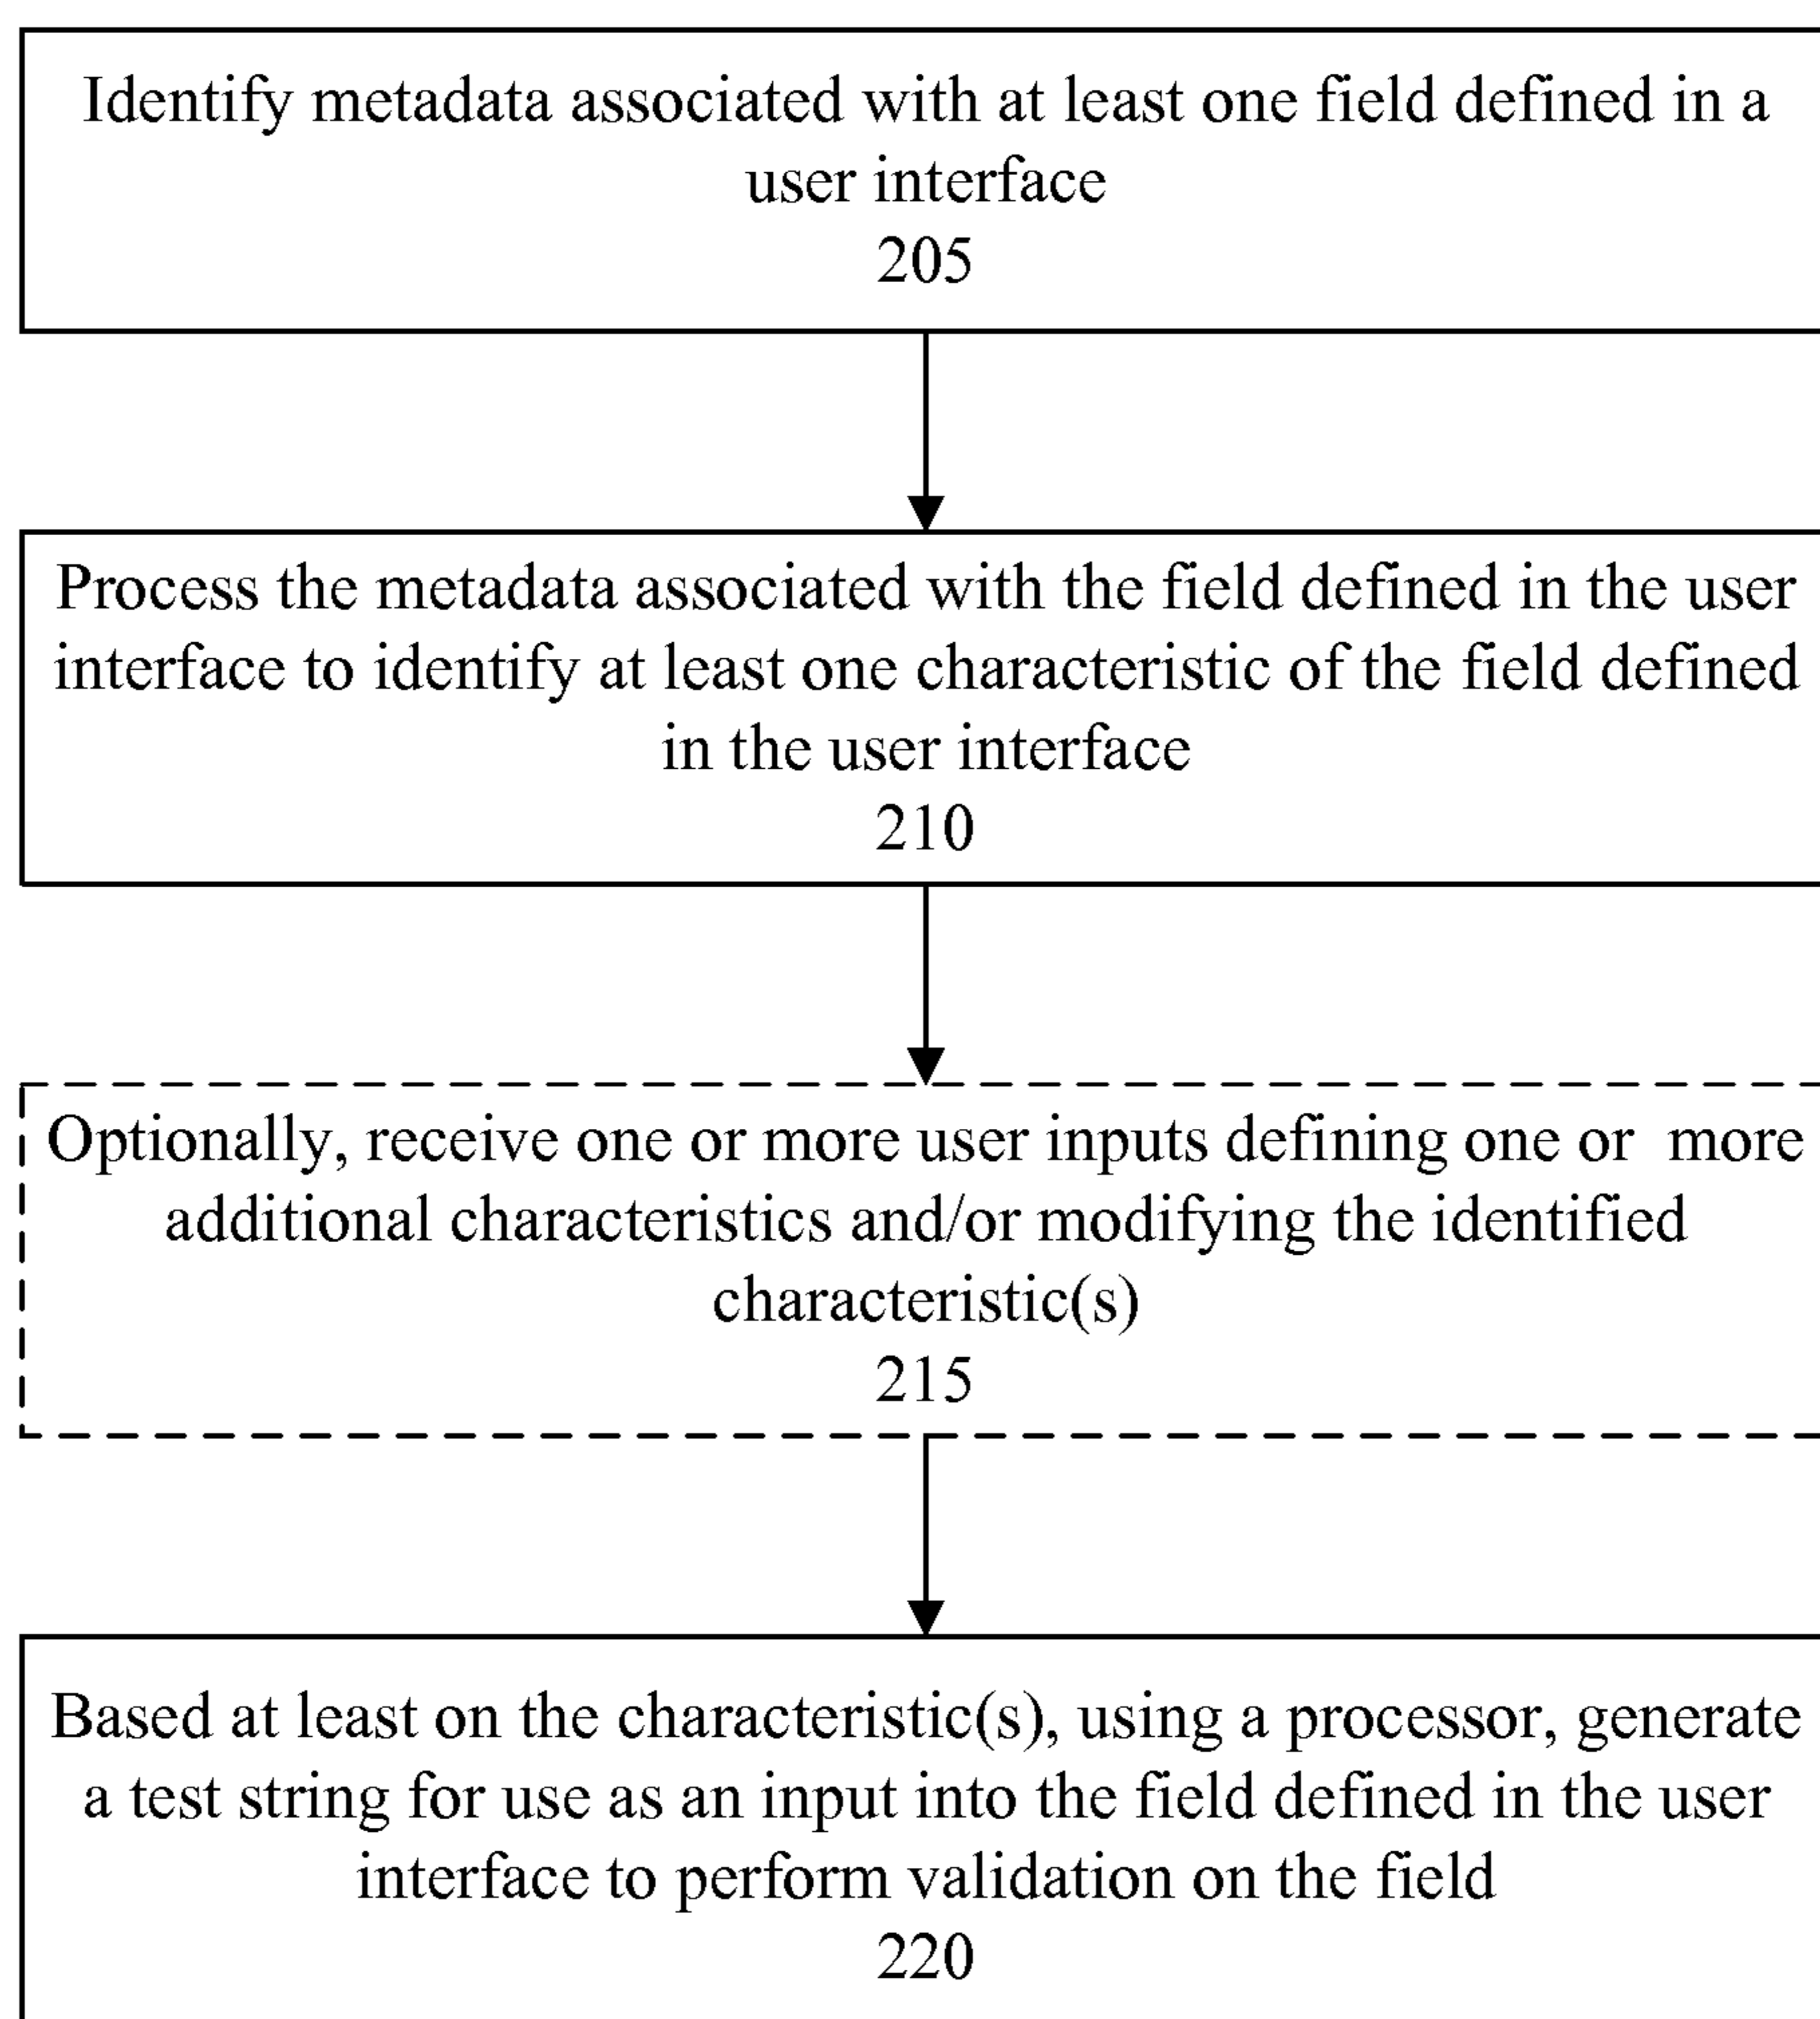 Identify metadata associated with at least one field defined in a
user interface
205
Process the metadata associated with the field defined in the user
interface to identify at least one characteristic of the field defined
in the user interface
210
Optionally, receive one or more user inputs defining one or  more
additional characteristics and/or modifying the identified
characteristic(s)
215
Based at least on the characteristic(s), using a processor, generate
a test string for use as an input into the field defined in the user
interface to perform validation on the field
220